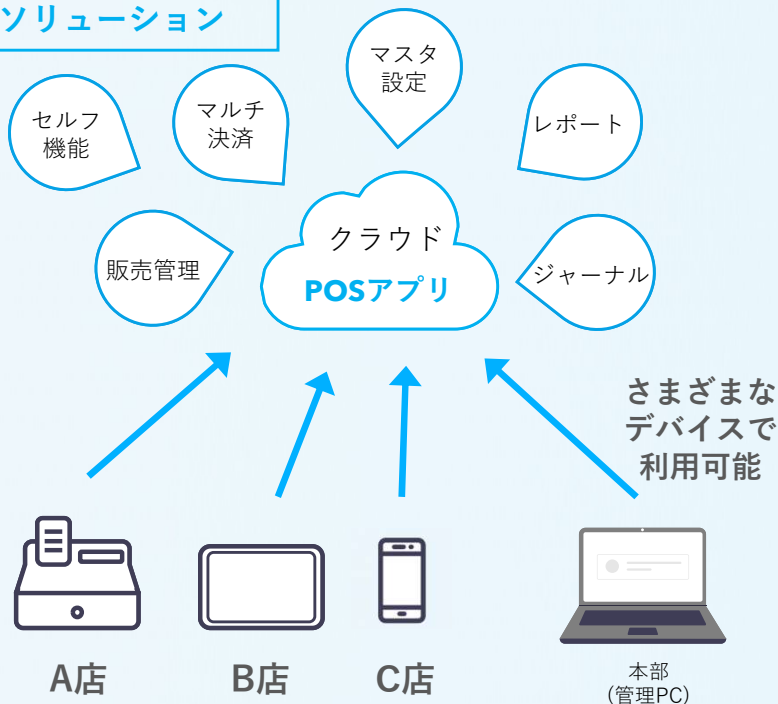 ソリューション
マスタ
設定
セルフ
機能
マルチ
決済
レポート
販売管理
クラウド
POSアプリ
ジャーナル
さまざまな
デバイスで
利用可能
A店
B店
C店
本部
(管理PC)